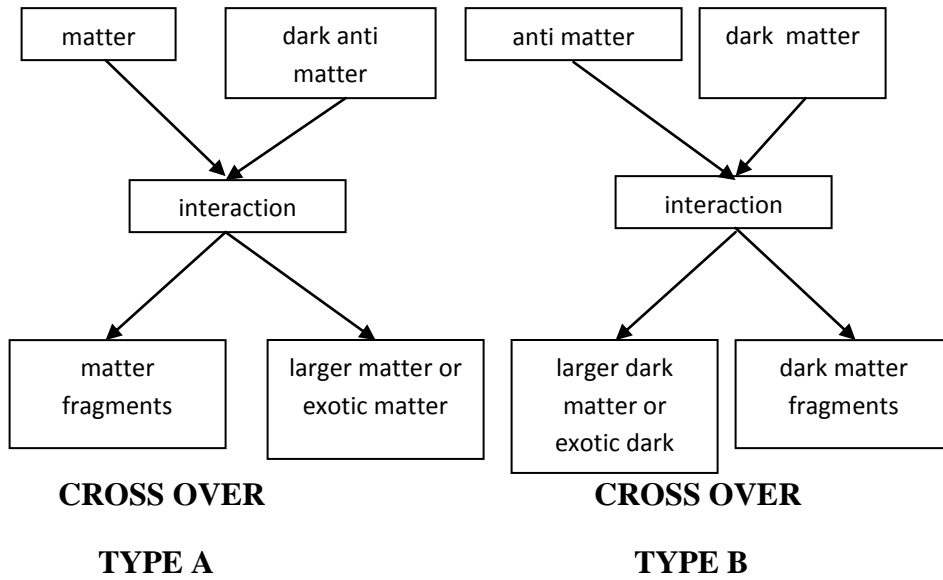 matter
dark anti
matter
anti matter
dark matter
interaction
interaction
matter
fragments
larger matter or
exotic matter
larger dark
matter or
exotic dark
dark matter
fragments
CROSS OVER
TYPE A
CROSS OVER
TYPE B